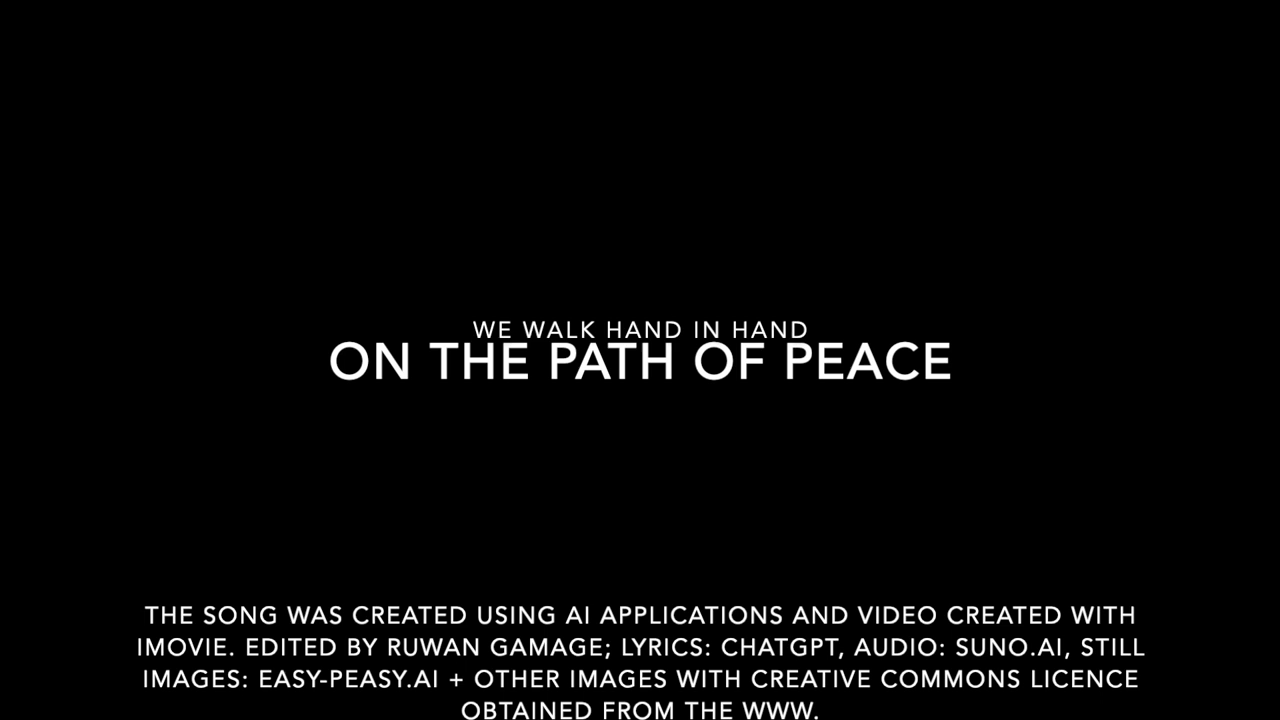 WE WALK HAND IN HAND
ON THE PATH OF PEACE
THE SONG WAS CREATED USING AI APPLICATIONS AND VIDEO CREATED WITH
IMOVIE. EDITED BY RUWAN GAMAGE; LYRICS: CHATGPT, AUDIO: SUNO.AI, STILL
IMAGES: EASY-PEASY.AI + OTHER IMAGES WITH CREATIVE COMMONS LICENCE
OBTAINED FROM THE WWW.